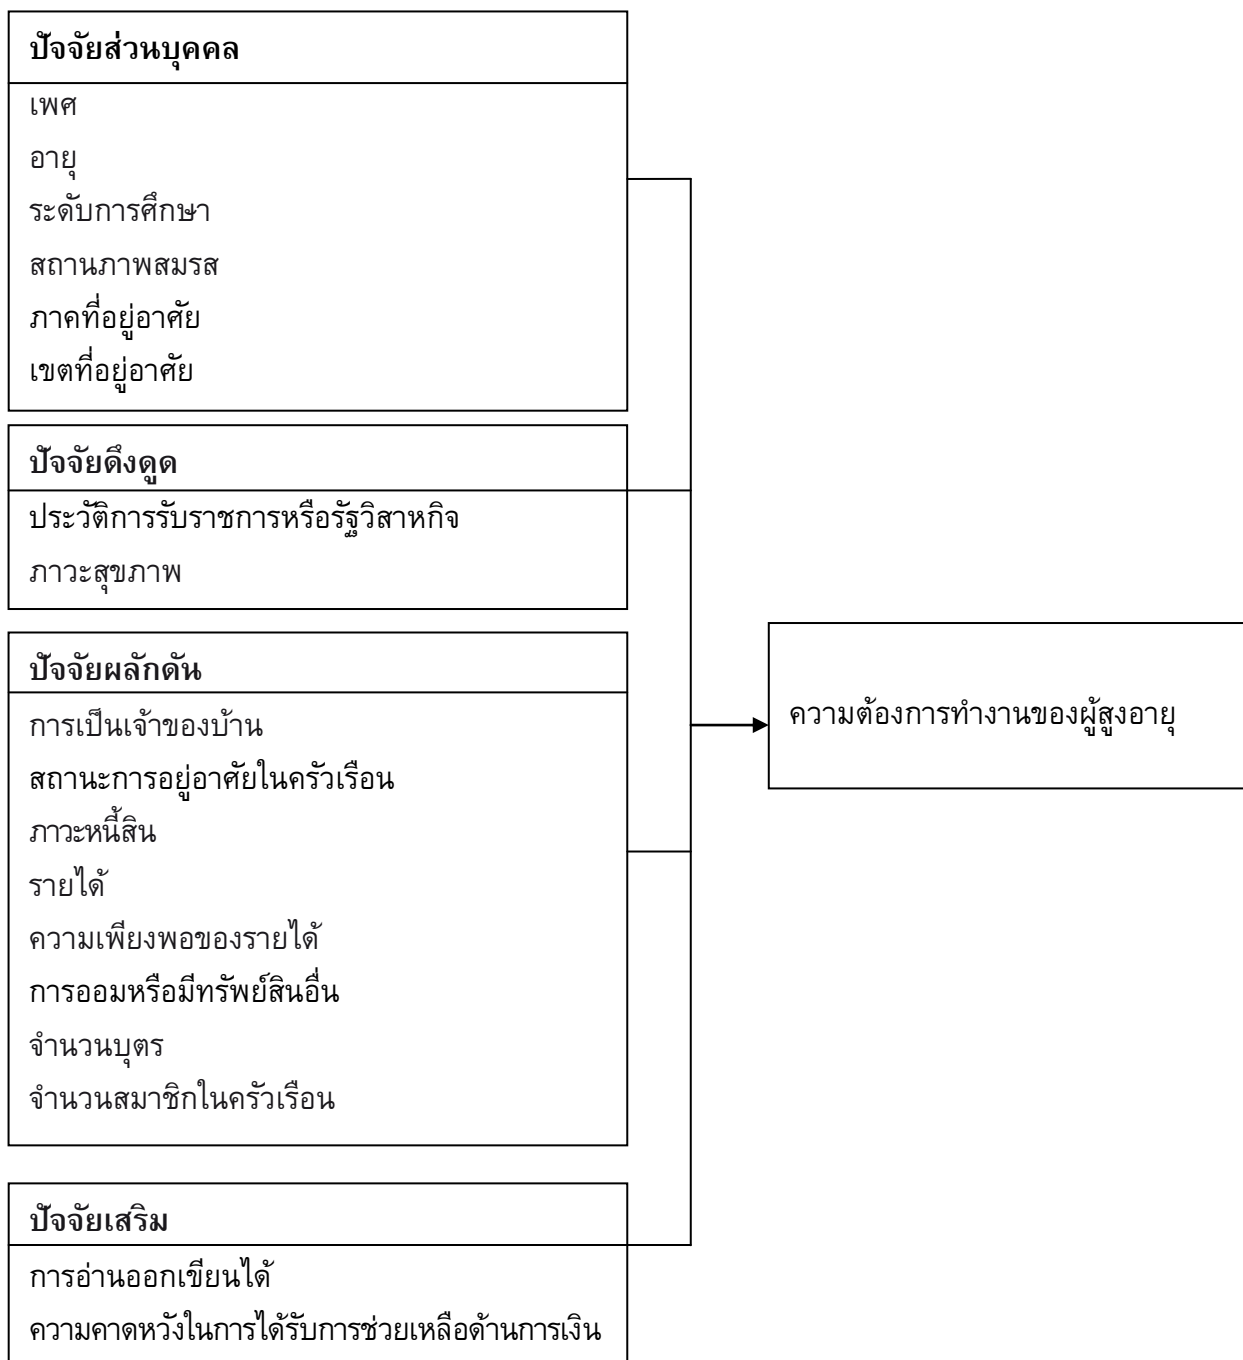 ปัจจัยส่วนบุคคล
เพศ
อายุ
ระดับการศึกษา
สถานภาพสมรส
ภาคที่อยู่อาศัย
เขตที่อยู่อาศัย
ปัจจัยดึงดูด
ประวัติการรับราชการหรือรัฐวิสาหกิจ
ภาวะสุขภาพ
ปัจจัยผลักดัน
การเป็นเจ้าของบ้าน
สถานะการอยู่อาศัยในครัวเรือน
ภาวะหนี้สิน
รายได้
ความเพียงพอของรายได้
การออมหรือมีทรัพย์สินอื่น
จำนวนบุตร
จำนวนสมาชิกในครัวเรือน
ปัจจัยเสริม
การอ่านออกเขียนได้
ความคาดหวังในการได้รับการช่วยเหลือด้านการเงิน
ความต้องการทำงานของผู้สูงอายุ